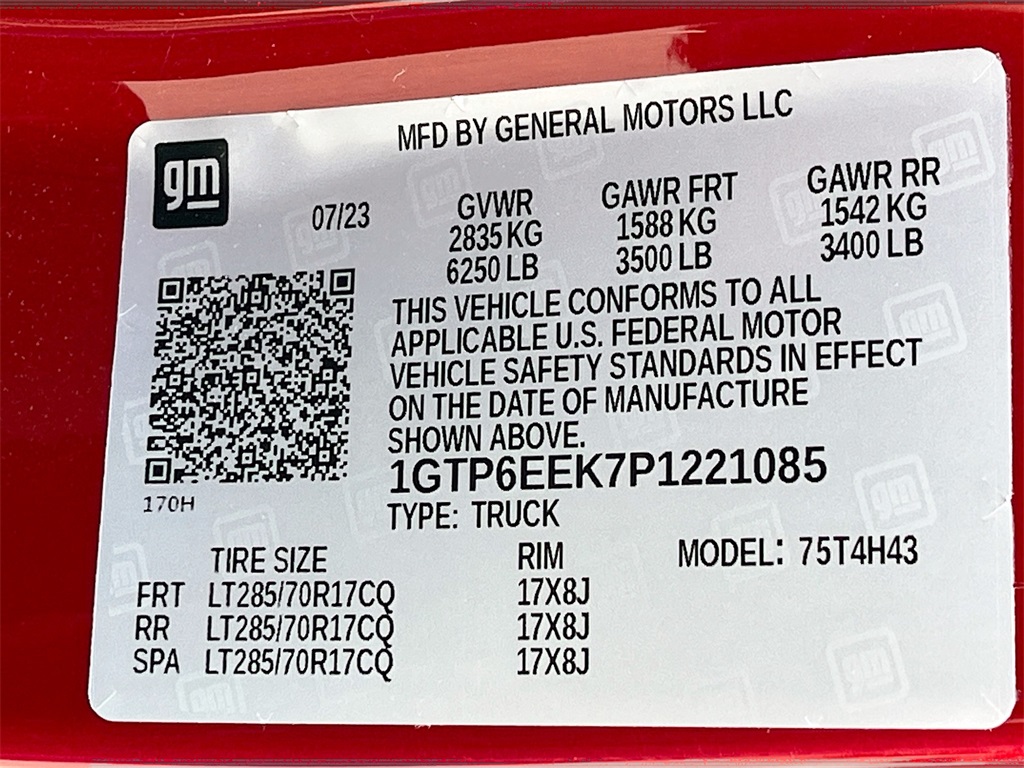 MFD BY GENERAL MOTORS LLC
gm
07/23
GVWR GAWR FRT GAWR RR
2835 KG 1588 KG 1542 KG
6250 LB 3500 LB 3400 LB
THIS VEHICLE CONFORMS TO ALL
APPLICABLE U.S. FEDERAL MOTOR
VEHICLE SAFETY STANDARDS IN EFFECT
ON THE DATE OF MANUFACTURE
SHOWN ABOVE.
1GTP6EEK7P1221085
170H
TYPE: TRUCK
TIRE SIZE RIM MODEL: 75T4H43
FRT LT285/70R17CQ 17X8J
RR LT285/70R17CQ 17X8J
SPA LT285/70R17CQ 17X8J